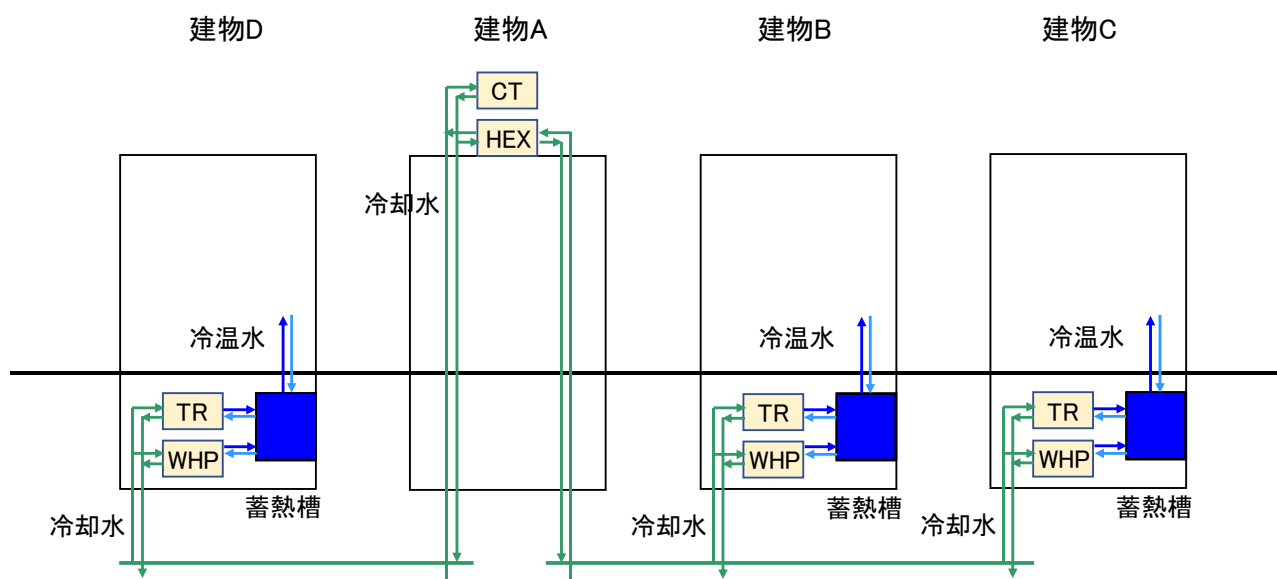 建物D
建物A
建物B
建物C
CT
HEX
冷却水
冷温水
冷温水
冷温水
TR
TR
TR
WHP
WHP
WHP
蓄熱槽
蓄熱槽
蓄熱槽
冷却水
冷却水
冷却水